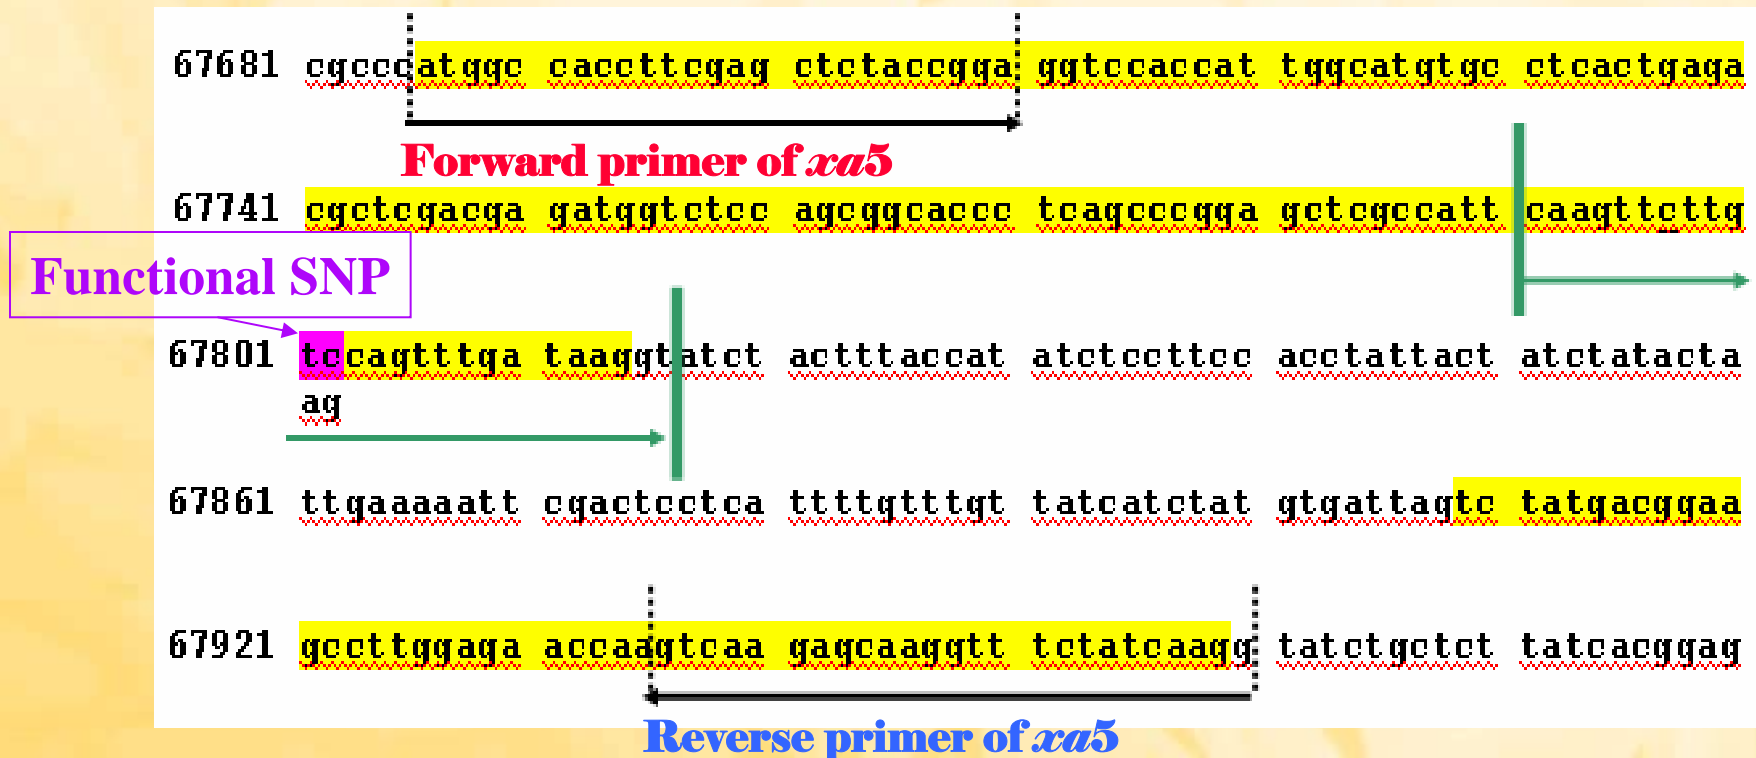 67681 cgcccatggc caccttcgag ctctaccgga ggtccaccat tggcatgtgc ctcactgaga
Forward primer of xa5
67741 cgctcgacga gatggtctcc agcggcaccc tcagcccgga gctcgccatt caagttcttg
Functional SNP
67801 tccagtttga taaggtatct actttaccat atctccttcc acctattact atctatacta
ag
67861 ttgaaaaatt cgactcctca ttttgtttgt tatcatctat gtgattagtc tatgacggaa
67921 gccttggaga accaagtcaa gagcaaggtt tctatcaagg tatctgctct tatcacggag
Reverse primer of xa5